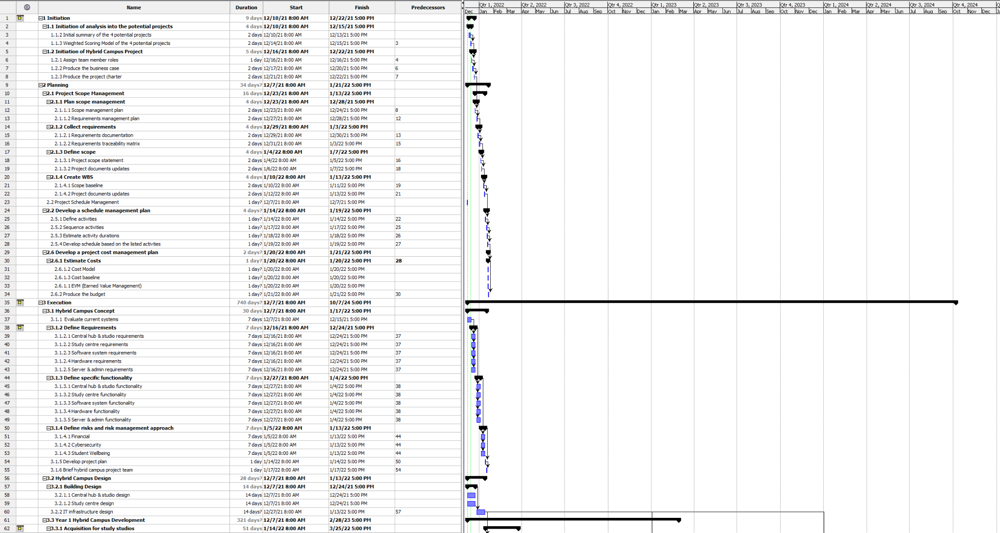 Name Duration Start Finish Predecessors
Qtr 1, 2022 Qtr 2, 2022 Qtr 3, 2022 Qtr 4, 2022 Qtr 1, 2023 Qtr 2, 2023 Qtr 3, 2023 Qtr 4, 2023 Qtr 1, 2024 Qtr 2, 2024 Qtr 3, 2024 Qtr 4, 2024 Q
Dec Jan Feb Mar Apr May Jun Jul Aug Sep Oct Nov Dec Jan Feb Mar Apr May Jun Jul Aug Sep Oct Nov Dec Jan Feb Mar Apr May Jun Jul Aug Sep Oct Nov Dec
1 1 Initiation 9 days 12/10/21 8:00 AM 12/22/21 5:00 PM
2 1.1 Initiation of analysis into the potential projects 4 days 12/10/21 8:00 AM 12/15/21 5:00 PM
3 1.1.2 Initial summary of the 4 potential projects 2 days 12/10/21 8:00 AM 12/13/21 5:00 PM
4 1.1.3 Weighted Scoring Model of the 4 potential projects 2 days 12/14/21 8:00 AM 12/15/21 5:00 PM 3
5 1.2 Initiation of Hybrid Campus Project 5 days 12/16/21 8:00 AM 12/22/21 5:00 PM
6 1.2.1 Assign team member roles 1 day 12/16/21 8:00 AM 12/16/21 5:00 PM 4
7 1.2.2 Produce the business case 2 days 12/17/21 8:00 AM 12/20/21 5:00 PM 6
8 1.2.3 Produce the project charter 2 days 12/21/21 8:00 AM 12/22/21 5:00 PM 7
9 2 Planning 34 days? 12/7/21 8:00 AM 1/21/22 5:00 PM
10 2.1 Project Scope Management 16 days 12/23/21 8:00 AM 1/13/22 5:00 PM
11 2.1.1 Plan scope management 4 days 12/23/21 8:00 AM 12/28/21 5:00 PM
12 2.1.1.1 Scope management plan 2 days 12/23/21 8:00 AM 12/24/21 5:00 PM 8
13 2.1.1.2 Requirements management plan 2 days 12/27/21 8:00 AM 12/28/21 5:00 PM 12
14 2.1.2 Collect requirements 4 days 12/29/21 8:00 AM 1/3/22 5:00 PM
15 2.1.2.1 Requirements documentation 2 days 12/29/21 8:00 AM 12/30/21 5:00 PM 13
16 2.1.2.2 Requirements traceability matrix 2 days 12/31/21 8:00 AM 1/3/22 5:00 PM 15
17 2.1.3 Define scope 4 days 1/4/22 8:00 AM 1/7/22 5:00 PM
18 2.1.3.1 Project scope statement 2 days 1/4/22 8:00 AM 1/5/22 5:00 PM 16
19 2.1.3.2 Project documents updates 2 days 1/6/22 8:00 AM 1/7/22 5:00 PM 18
20 2.1.4 Create WBS 4 days 1/10/22 8:00 AM 1/13/22 5:00 PM
21 2.1.4.1 Scope baseline 2 days 1/10/22 8:00 AM 1/11/22 5:00 PM 19
22 2.1.4.2 Project documents updates 2 days 1/12/22 8:00 AM 1/13/22 5:00 PM 21
23 2.2 Project Schedule Management 1 day? 12/7/21 8:00 AM 12/7/21 5:00 PM
24 2.2 Develop a schedule management plan 4 days? 1/14/22 8:00 AM 1/19/22 5:00 PM
25 2.5.1 Define activities 1 day? 1/14/22 8:00 AM 1/14/22 5:00 PM 22
26 2.5.2 Sequence activities 1 day? 1/17/22 8:00 AM 1/17/22 5:00 PM 25
27 2.5.3 Estimate activity durations 1 day? 1/18/22 8:00 AM 1/18/22 5:00 PM 26
28 2.5.4 Develop schedule based on the listed activties 1 day? 1/19/22 8:00 AM 1/19/22 5:00 PM 27
29 2.6 Develop a project cost management plan 2 days? 1/20/22 8:00 AM 1/21/22 5:00 PM
30 2.6.1 Estimate Costs 1 day? 1/20/22 8:00 AM 1/20/22 5:00 PM 28
31 2.6.1.2 Cost Model 1 day? 1/20/22 8:00 AM 1/20/22 5:00 PM
32 2.6.1.3 Cost baseline 1 day? 1/20/22 8:00 AM 1/20/22 5:00 PM
33 2.6.1.1 EVM (Earned Value Management) 1 day? 1/20/22 8:00 AM 1/20/22 5:00 PM
34 2.6.2 Produce the budget 1 day? 1/21/22 8:00 AM 1/21/22 5:00 PM 30
35 3 Execution 740 days? 12/7/21 8:00 AM 10/7/24 5:00 PM
36 3.1 Hybrid Campus Concept 30 days 12/7/21 8:00 AM 1/17/22 5:00 PM
37 3.1.1 Evaluate current systems 7 days 12/7/21 8:00 AM 12/15/21 5:00 PM
38 3.1.2 Define Requirements 7 days 12/16/21 8:00 AM 12/24/21 5:00 PM
39 3.1.2.1 Central hub & studio requirements 7 days 12/16/21 8:00 AM 12/24/21 5:00 PM 37
40 3.1.2.2 Study centre requirements 7 days 12/16/21 8:00 AM 12/24/21 5:00 PM 37
41 3.1.2.3 Software system requirements 7 days 12/16/21 8:00 AM 12/24/21 5:00 PM 37
42 3.1.2.4 Hardware requirements 7 days 12/16/21 8:00 AM 12/24/21 5:00 PM 37
43 3.1.2.5 Server & admin requirements 7 days 12/16/21 8:00 AM 12/24/21 5:00 PM 37
44 3.1.3 Define specific functionality 7 days 12/27/21 8:00 AM 1/4/22 5:00 PM
45 3.1.3.1 Central hub & studio functionality 7 days 12/27/21 8:00 AM 1/4/22 5:00 PM 38
46 3.1.3.2 Study centre functionality 7 days 12/27/21 8:00 AM 1/4/22 5:00 PM 38
47 3.1.3.3 Software system functionality 7 days 12/27/21 8:00 AM 1/4/22 5:00 PM 38
48 3.1.3.4 Hardware functionality 7 days 12/27/21 8:00 AM 1/4/22 5:00 PM 38
49 3.1.3.5 Server & admin functionality 7 days 12/27/21 8:00 AM 1/4/22 5:00 PM 38
50 3.1.4 Define risks and risk management approach 7 days 1/5/22 8:00 AM 1/13/22 5:00 PM
51 3.1.4.1 Financial 7 days 1/5/22 8:00 AM 1/13/22 5:00 PM 44
52 3.1.4.2 Cybersecurity 7 days 1/5/22 8:00 AM 1/13/22 5:00 PM 44
53 3.1.4.3 Student Wellbeing 7 days 1/5/22 8:00 AM 1/13/22 5:00 PM 44
54 3.1.5 Develop project plan 1 day 1/14/22 8:00 AM 1/14/22 5:00 PM 50
55 3.1.6 Brief hybrid campus project team 1 day 1/17/22 8:00 AM 1/17/22 5:00 PM 54
56 3.2 Hybrid Campus Design 28 days? 12/7/21 8:00 AM 1/13/22 5:00 PM
57 3.2.1 Building Design 14 days 12/7/21 8:00 AM 12/24/21 5:00 PM
58 3.2.1.1 Central hub & studio design 14 days 12/7/21 8:00 AM 12/24/21 5:00 PM
59 3.2.1.2 Study centre design 14 days 12/7/21 8:00 AM 12/24/21 5:00 PM
60 3.2.2 IT infrastructure design 14 days? 12/27/21 8:00 AM 1/13/22 5:00 PM 57
61 3.3 Year 1 Hybrid Campus Development 321 days? 12/7/21 8:00 AM 2/28/23 5:00 PM
62 3.3.1 Acquisition for study studios 51 days 1/14/22 8:00 AM 3/25/22 5:00 PM